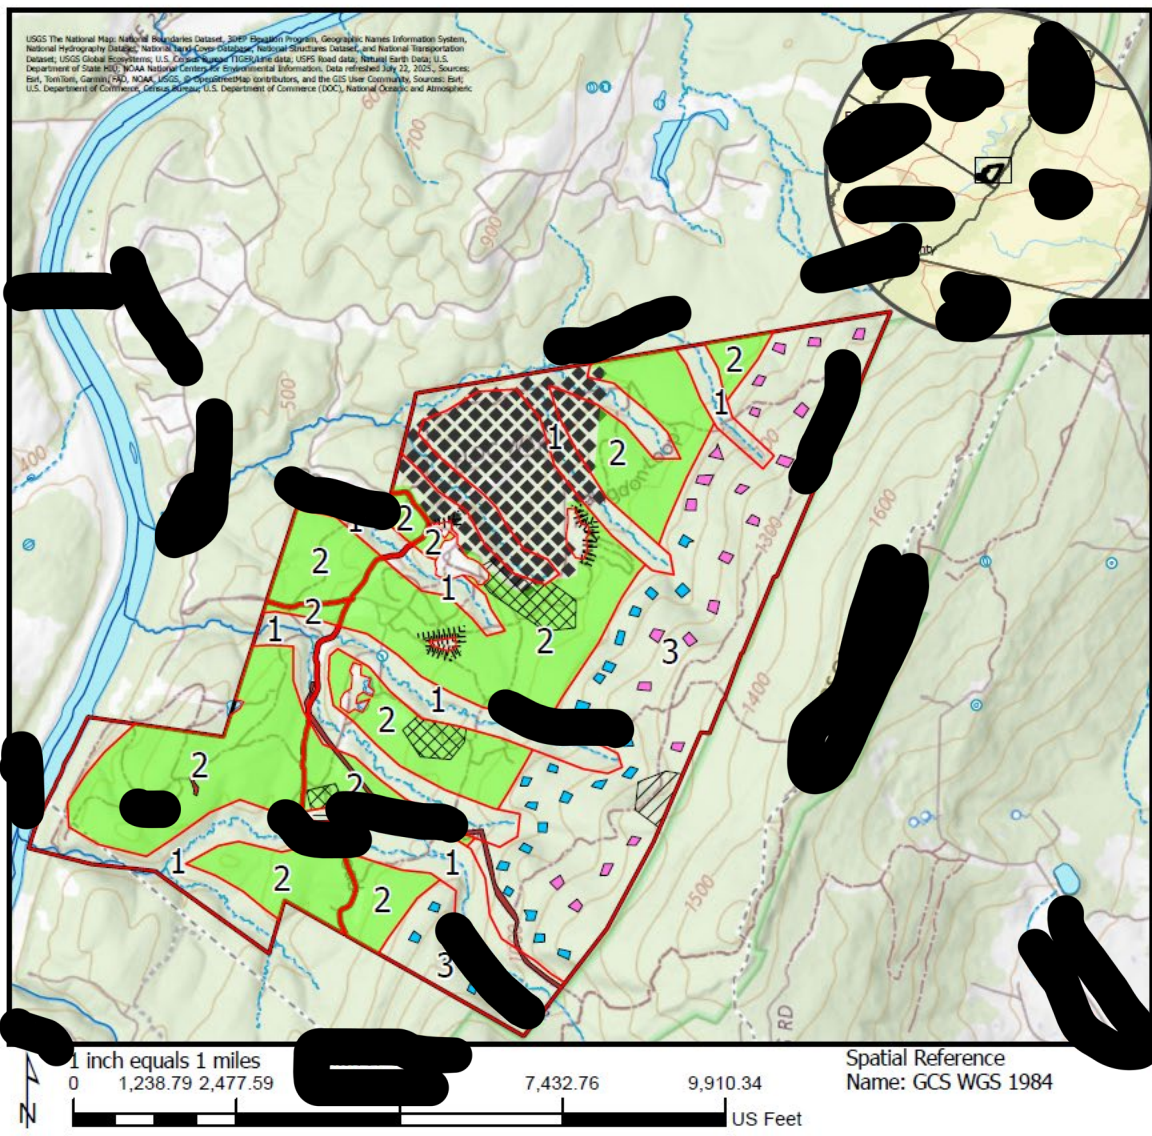 USGS The National Map: National Boundaries Dataset, 3DEP Elevation Program, Geographic Names Information System,
National Hydrography Dataset, National Land Cover Database, National Structures Dataset, and National Transportation
Dataset; USGS Global Ecosystems; U.S. Census Bureau TIGER/Line data; USFS Road data; Natural Earth Data; U.S.
Department of State HIU; NOAA National Centers for Environmental Information. Data refreshed July 22, 2025., Sources:
Esri, TomTom, Garmin, FAO, NOAA, USGS, © OpenStreetMap contributors, and the GIS User Community, Sources: Esri;
U.S. Department of Commerce, Census Bureau; U.S. Department of Commerce (DOC), National Oceanic and Atmospheric
700
900
nty
500
400
2
1
1
2
1600
1 2
2
2
1300
1
2
1
2
3
1
2
1400
2
2
1
1
2
2
1500
3
RD
1 inch equals 1 miles
0 1,238.79 2,477.59 7,432.76 9,910.34
US Feet
N
Spatial Reference
Name: GCS WGS 1984